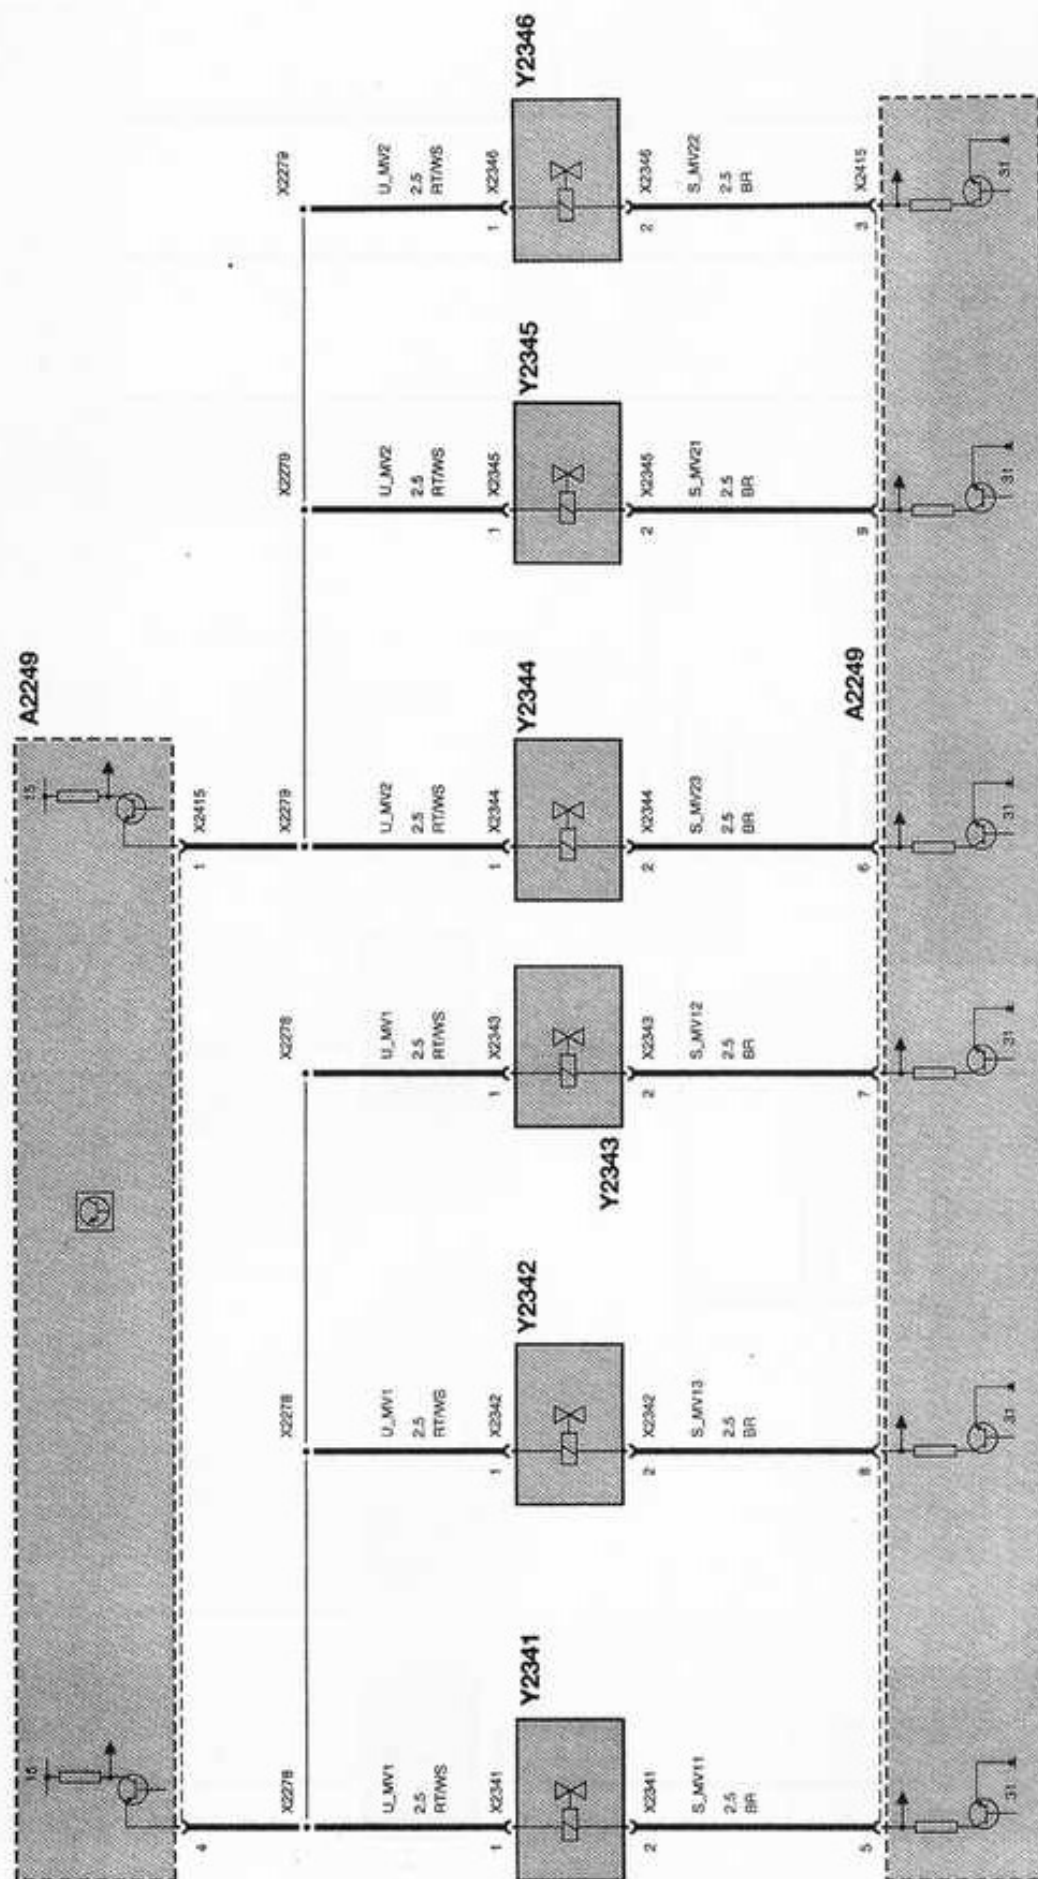 A2249
15
15
4
1
X2415
X2278
X2278
X2278
X2279
X2279
X2279
U_MV1
2.5
RT/WS
U_MV1
2.5
RT/WS
U_MV1
2.5
RT/WS
U_MV2
2.5
RT/WS
U_MV2
2.5
RT/WS
U_MV2
2.5
RT/WS
1
X2341
1
X2342
1
X2343
1
X2344
1
X2345
1
X2346
Y2341
Y2342
Y2343
Y2344
Y2345
Y2346
2
X2341
2
X2342
2
X2343
2
X2344
2
X2345
2
X2346
S_MV11
2.5
BR
S_MV13
2.5
BR
S_MV12
2.5
BR
S_MV23
2.5
BR
S_MV21
2.5
BR
S_MV22
2.5
BR
5
8
7
6
9
3
X2415
A2249
31
31
31
31
31
31